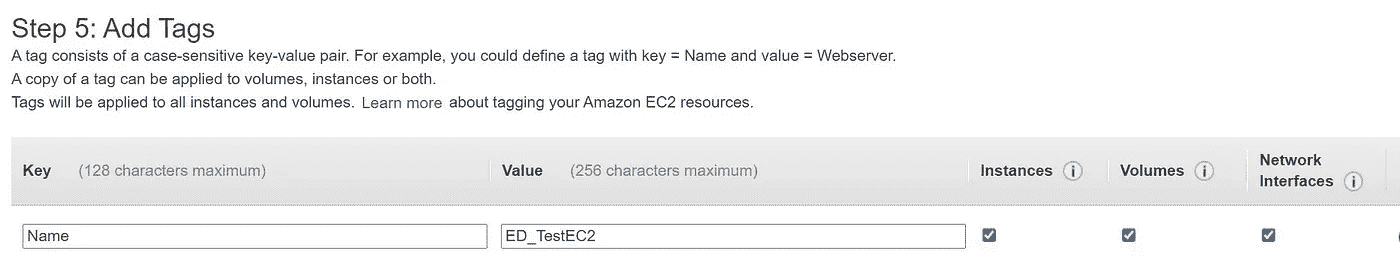 Step 5: Add Tags
A tag consists of a case-sensitive key-value pair. For example, you could define a tag with key = Name and value = Webserver.
A copy of a tag can be applied to volumes, instances or both.
Tags will be applied to all instances and volumes. Learn more about tagging your Amazon EC2 resources.
Key (128 characters maximum) Value (256 characters maximum) Instances i Volumes i Network
Interfaces i
Name ED_TestEC2